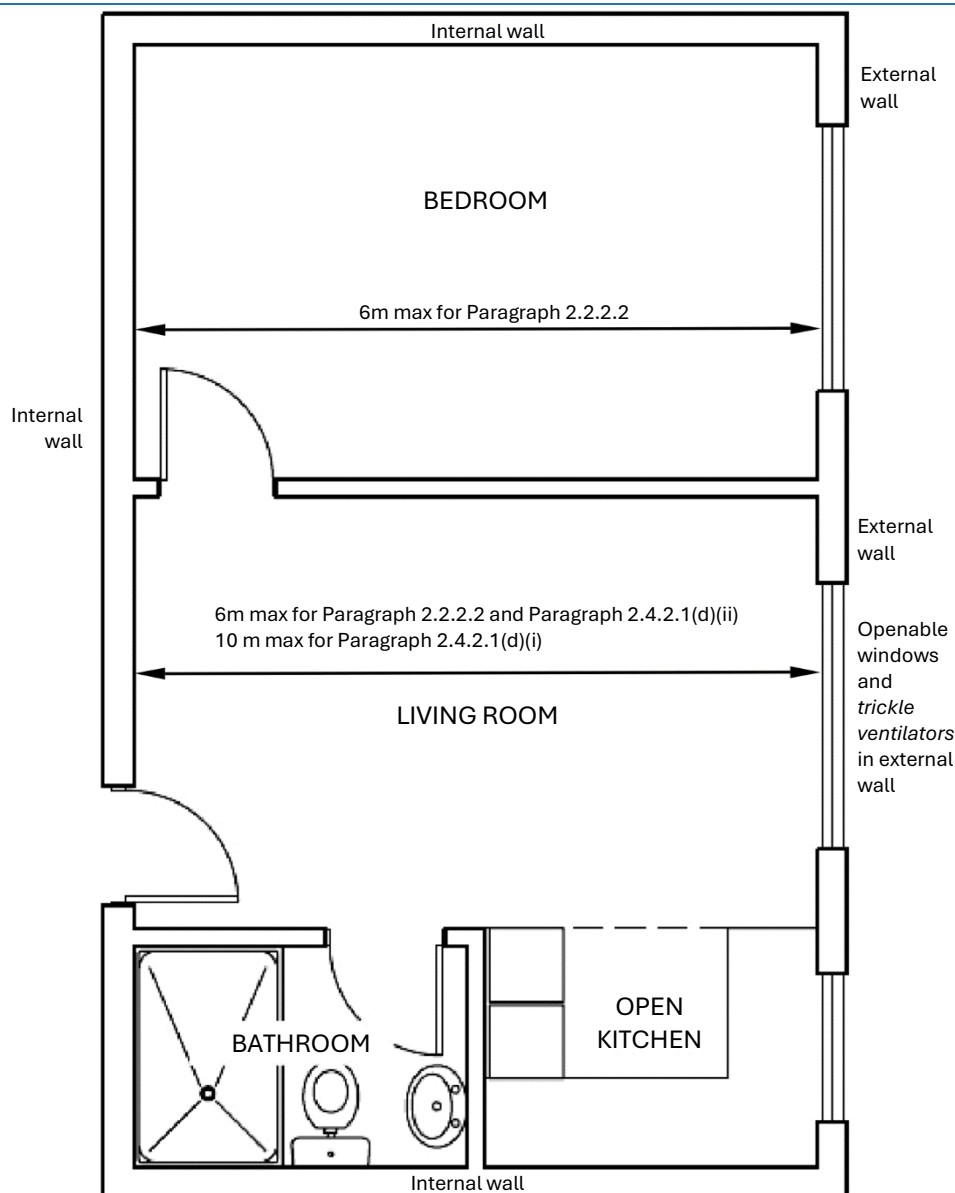 Internal wall
External
wall
BEDROOM
6m max for Paragraph 2.2.2.2
Internal
wall
External
wall
6m max for Paragraph 2.2.2.2 and Paragraph 2.4.2.1(d)(ii)
10 m max for Paragraph 2.4.2.1(d)(i)
Openable
windows
and
trickle
ventilators
in external
wall
LIVING ROOM
OPEN
KITCHEN
BATHROOM
Internal wall